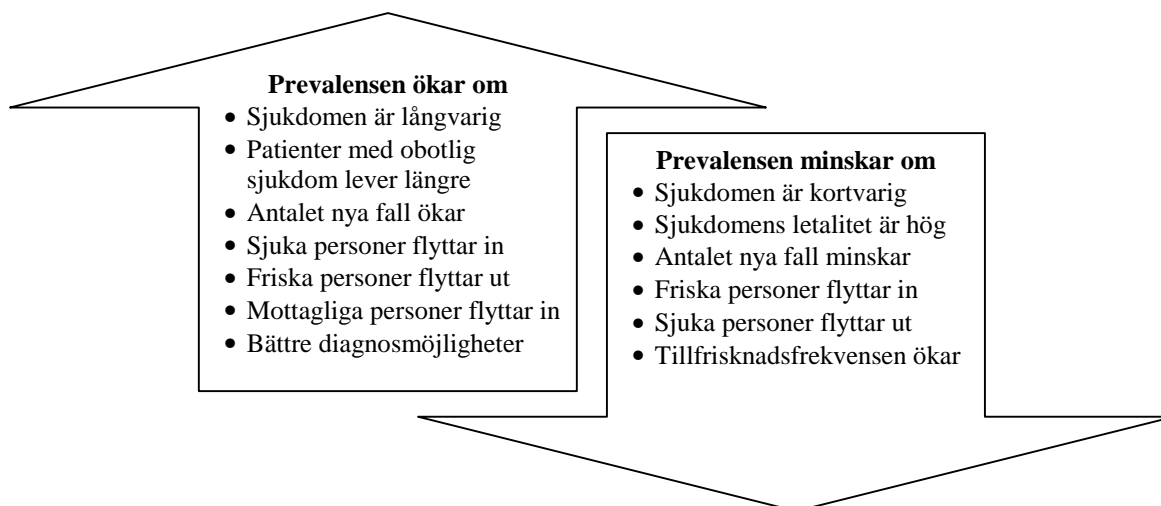 Prevalensen ökar om
• Sjukdomen är långvarig
• Patienter med obotlig
sjukdom lever längre
• Antalet nya fall ökar
• Sjuka personer flyttar in
• Friska personer flyttar ut
• Mottagliga personer flyttar in
• Bättre diagnosmöjligheter
Prevalensen minskar om
• Sjukdomen är kortvarig
• Sjukdomens letalitet är hög
• Antalet nya fall minskar
• Friska personer flyttar in
• Sjuka personer flyttar ut
• Tillfrisknadsfrekvensen ökar